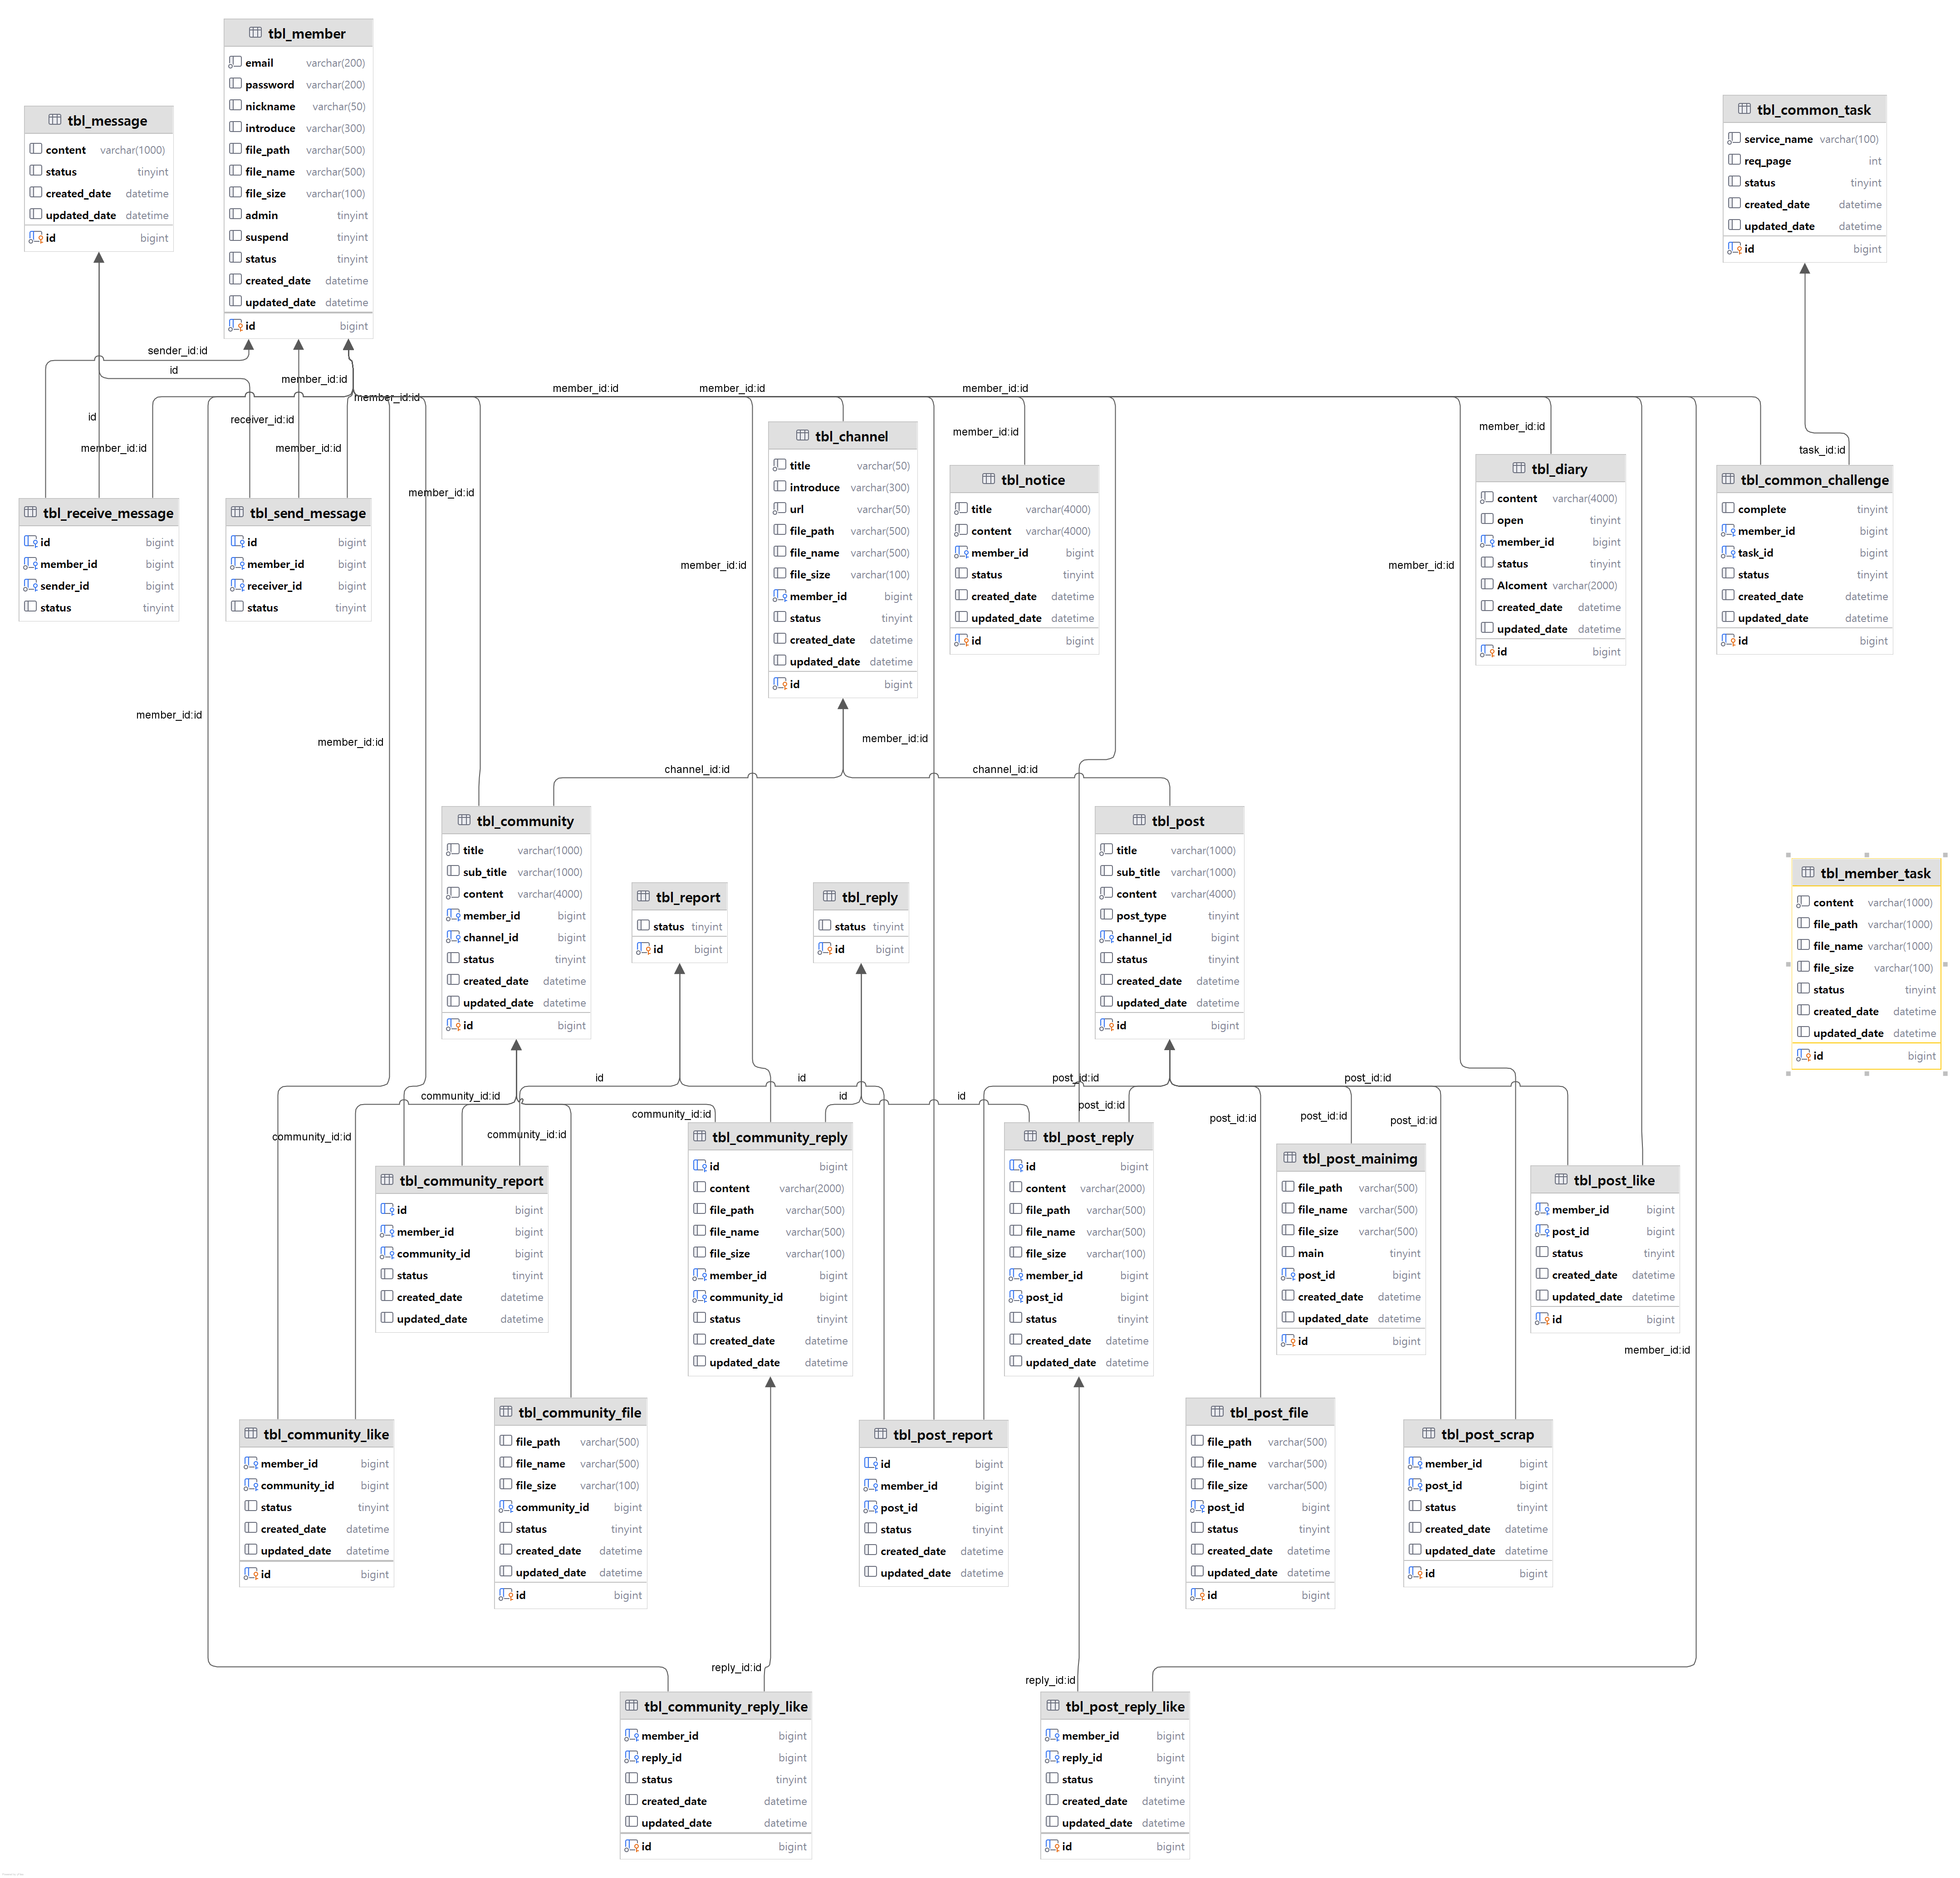 tbl_member
email varchar(200)
password varchar(200)
nickname varchar(50)
introduce varchar(300)
file_path varchar(500)
file_name varchar(500)
file_size varchar(100)
admin tinyint
suspend tinyint
status tinyint
created_date datetime
updated_date datetime
id bigint
tbl_message
content varchar(1000)
status tinyint
created_date datetime
updated_date datetime
id bigint
tbl_common_task
service_name varchar(100)
req_page int
status tinyint
created_date datetime
updated_date datetime
id bigint
sender_id:id
id
member_id:id
member_id:id
member_id:id
member_id:id
member_id:id
id
receiver_id:id
member_id:id
member_id:id
member_id:id
member_id:id
member_id:id
task_id:id
tbl_receive_message
id bigint
member_id bigint
sender_id bigint
status tinyint
tbl_send_message
id bigint
member_id bigint
receiver_id bigint
status tinyint
tbl_channel
title varchar(50)
introduce varchar(300)
url varchar(50)
file_path varchar(500)
file_name varchar(500)
file_size varchar(100)
member_id bigint
status tinyint
created_date datetime
updated_date datetime
id bigint
tbl_notice
title varchar(4000)
content varchar(4000)
member_id bigint
status tinyint
created_date datetime
updated_date datetime
id bigint
tbl_diary
content varchar(4000)
open tinyint
member_id bigint
status tinyint
AIcoment varchar(2000)
created_date datetime
updated_date datetime
id bigint
tbl_common_challenge
complete tinyint
member_id bigint
task_id bigint
status tinyint
created_date datetime
updated_date datetime
id bigint
member_id:id
member_id:id
member_id:id
member_id:id
member_id:id
member_id:id
channel_id:id
channel_id:id
tbl_community
title varchar(1000)
sub_title varchar(1000)
content varchar(4000)
member_id bigint
channel_id bigint
status tinyint
created_date datetime
updated_date datetime
id bigint
tbl_report
status tinyint
id bigint
tbl_reply
status tinyint
id bigint
tbl_post
title varchar(1000)
sub_title varchar(1000)
content varchar(4000)
post_type tinyint
channel_id bigint
status tinyint
created_date datetime
updated_date datetime
id bigint
tbl_member_task
content varchar(1000)
file_path varchar(1000)
file_name varchar(1000)
file_size varchar(100)
status tinyint
created_date datetime
updated_date datetime
id bigint
id
id
post_id:id
post_id:id
community_id:id
id
id
community_id:id
post_id:id
post_id:id
post_id:id
post_id:id
community_id:id
community_id:id
tbl_community_report
id bigint
member_id bigint
community_id bigint
status tinyint
created_date datetime
updated_date datetime
tbl_community_reply
id bigint
content varchar(2000)
file_path varchar(500)
file_name varchar(500)
file_size varchar(100)
member_id bigint
community_id bigint
status tinyint
created_date datetime
updated_date datetime
tbl_post_reply
id bigint
content varchar(2000)
file_path varchar(500)
file_name varchar(500)
file_size varchar(100)
member_id bigint
post_id bigint
status tinyint
created_date datetime
updated_date datetime
tbl_post_mainimg
file_path varchar(500)
file_name varchar(500)
file_size varchar(500)
main tinyint
post_id bigint
created_date datetime
updated_date datetime
id bigint
tbl_post_like
member_id bigint
post_id bigint
status tinyint
created_date datetime
updated_date datetime
id bigint
member_id:id
tbl_community_like
member_id bigint
community_id bigint
status tinyint
created_date datetime
updated_date datetime
id bigint
tbl_community_file
file_path varchar(500)
file_name varchar(500)
file_size varchar(100)
community_id bigint
status tinyint
created_date datetime
updated_date datetime
id bigint
tbl_post_report
id bigint
member_id bigint
post_id bigint
status tinyint
created_date datetime
updated_date datetime
tbl_post_file
file_path varchar(500)
file_name varchar(500)
file_size varchar(500)
post_id bigint
status tinyint
created_date datetime
updated_date datetime
id bigint
tbl_post_scrap
member_id bigint
post_id bigint
status tinyint
created_date datetime
updated_date datetime
id bigint
reply_id:id
reply_id:id
tbl_community_reply_like
member_id bigint
reply_id bigint
status tinyint
created_date datetime
updated_date datetime
id bigint
tbl_post_reply_like
member_id bigint
reply_id bigint
status tinyint
created_date datetime
updated_date datetime
id bigint